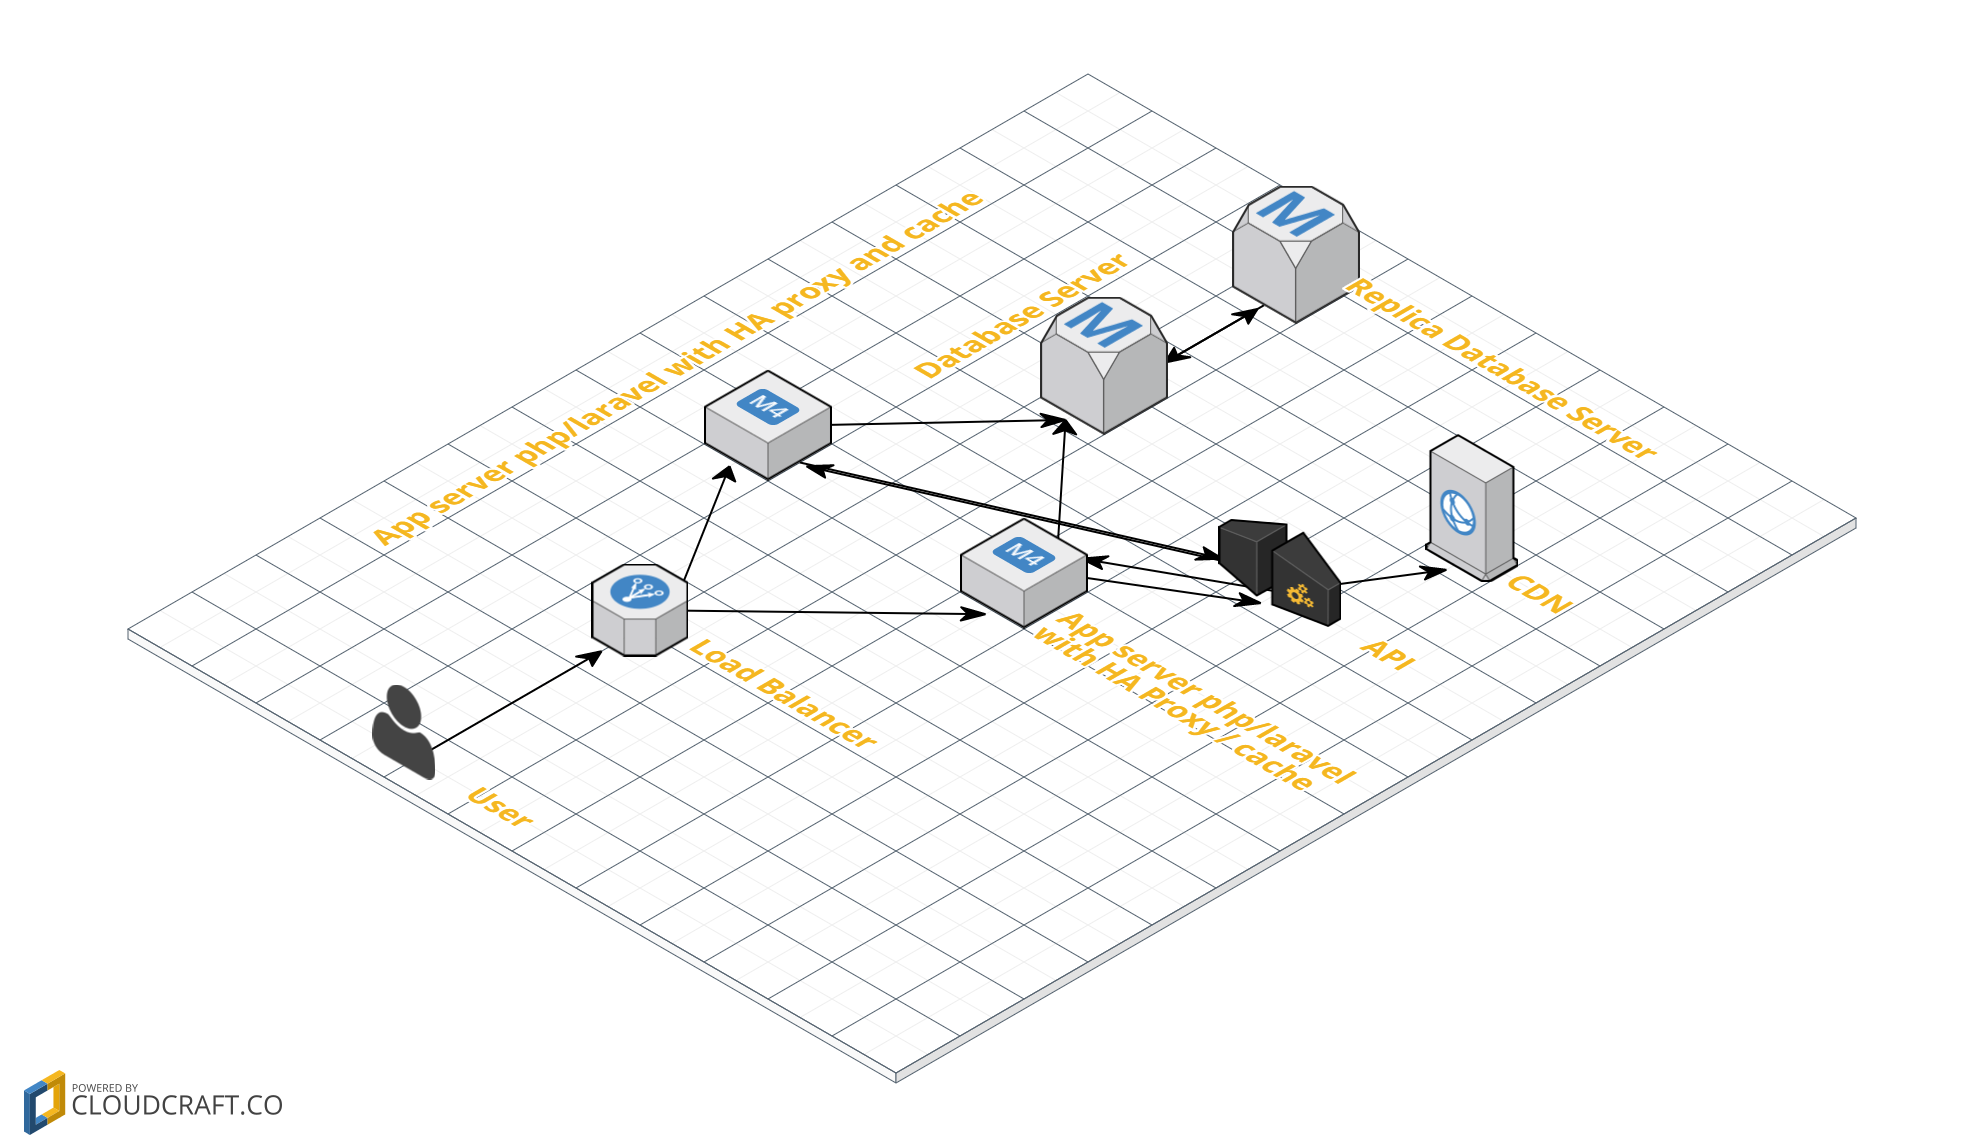 App server php/laravel with HA proxy and cache
Database Server
M
Replica Database Server
M
M4
M4
CDN
API
App server php/laravel
with HA Proxy / cache
Load Balancer
User
POWERED BY
CLOUDCRAFT.CO